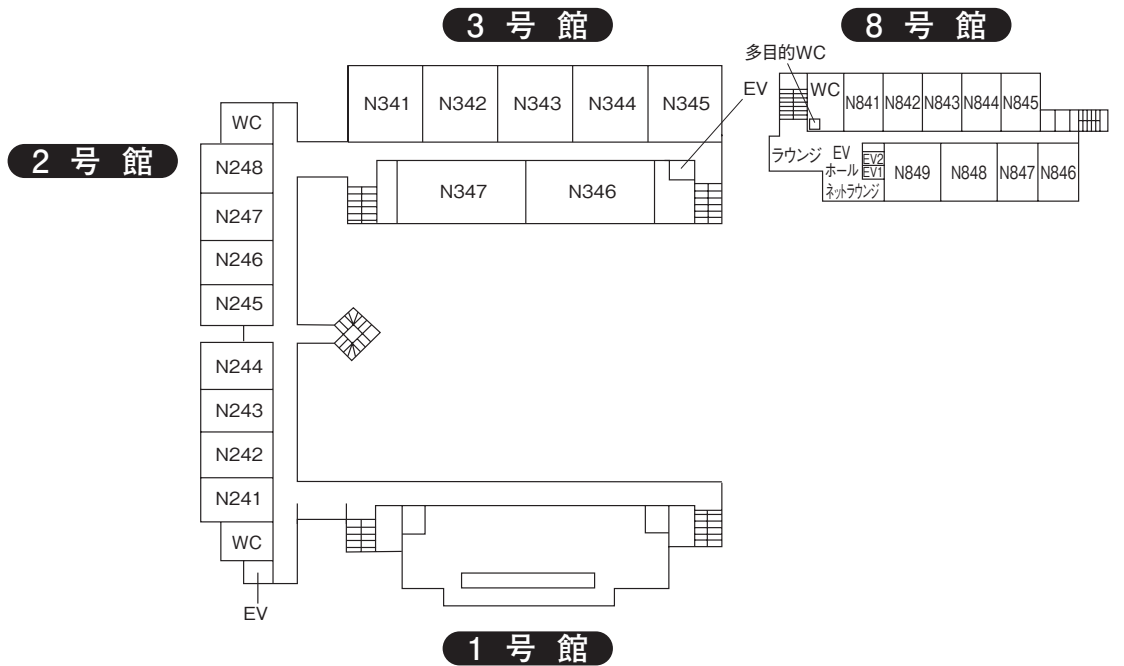 3 号 館
8 号 館
多目的WC
EV
N341
N342
N343
N344
N345
WC
N841
N842
N843
N844
N845
WC
2 号 館
N248
N347
N346
ラウンジ
EV
ホール
ネットラウンジ
EV2
EV1
N849
N848
N847
N846
N247
N246
N245
N244
N243
N242
N241
WC
EV
1 号 館